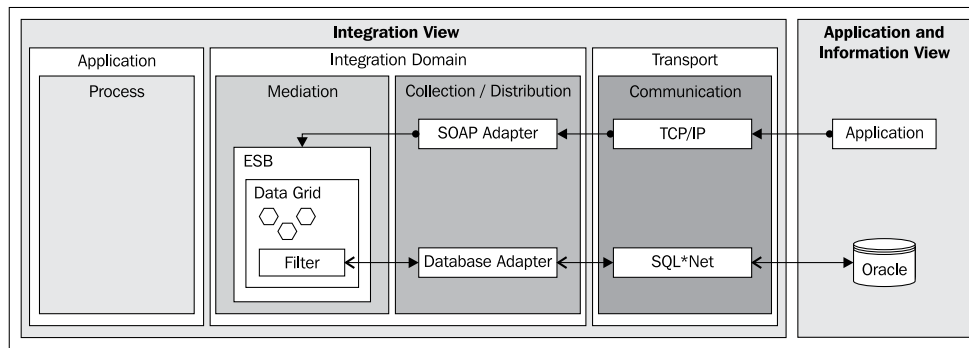 Integration View
Application and
Information View
Application
Integration Domain
Transport
Process
Mediation
Collection / Distribution
Communication
SOAP Adapter
TCP/IP
Application
ESB
Data Grid
Filter
Database Adapter
SQL*Net
Oracle